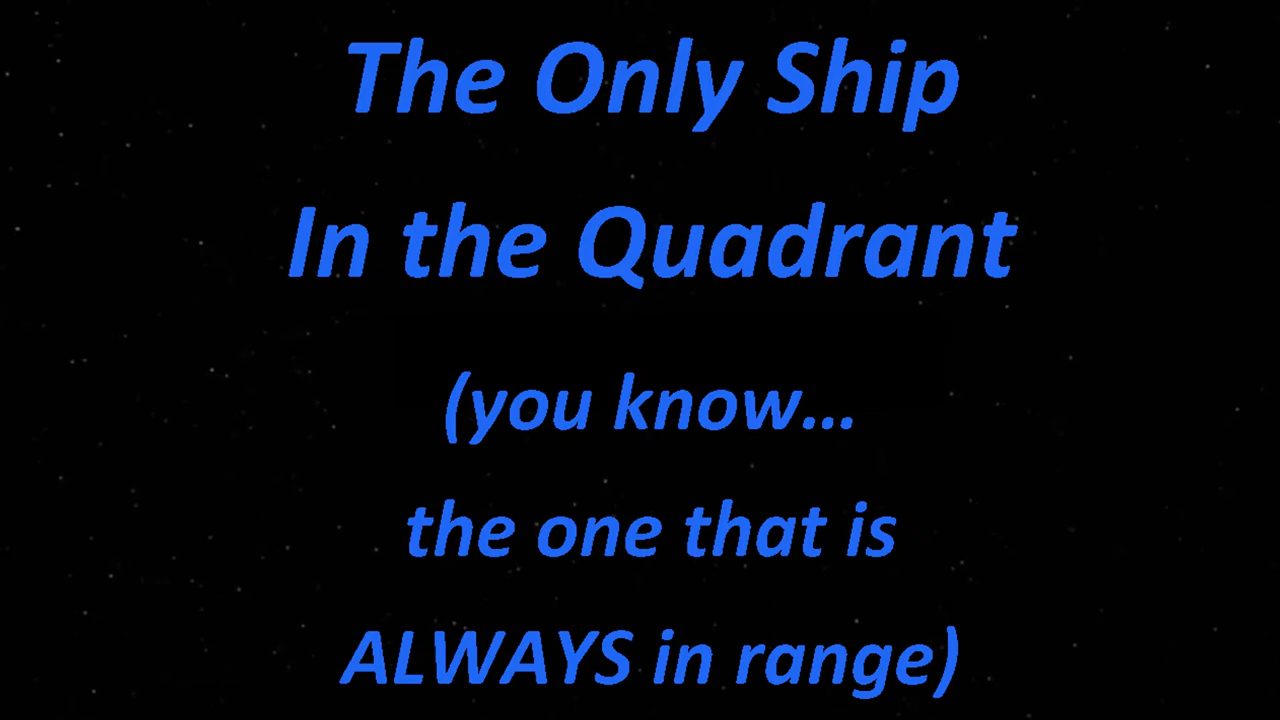 The Only Ship
In the Quadrant
(you know...
the one that is
ALWAYS in range)